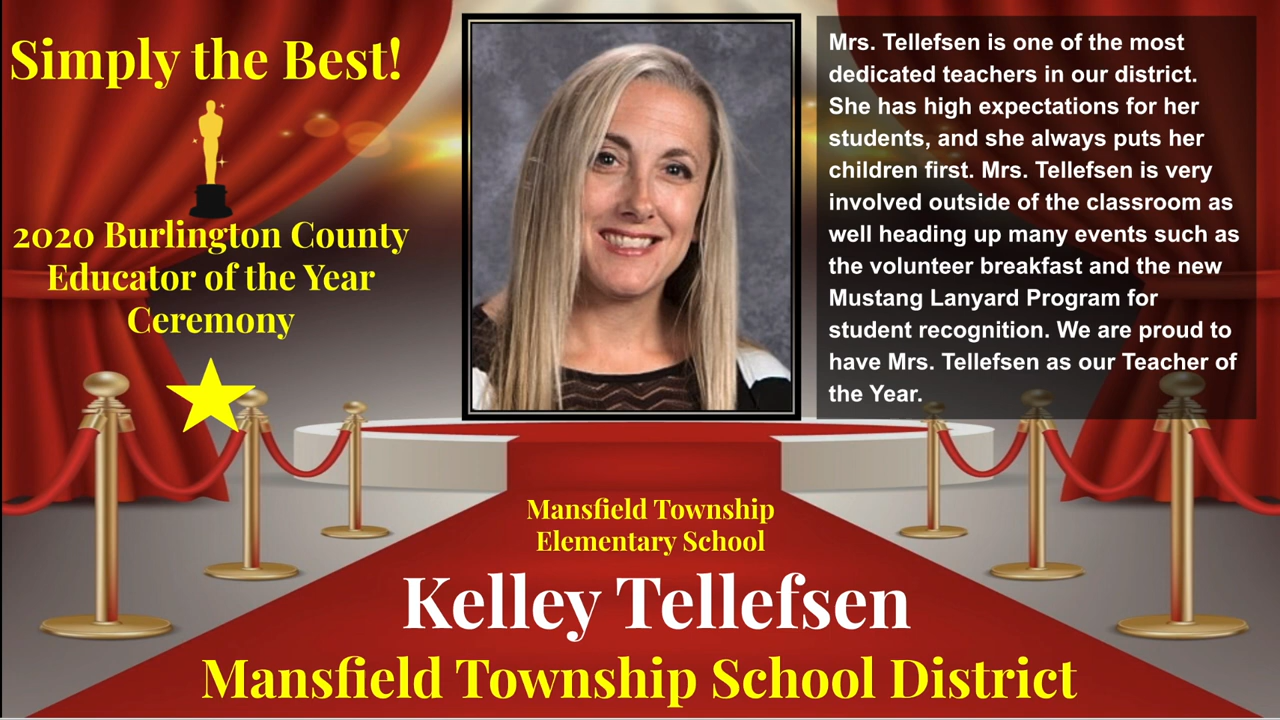 Simply the Best!
2020 Burlington County
Educator of the Year
Ceremony
Mrs. Tellefsen is one of the most
dedicated teachers in our district.
She has high expectations for her
students, and she always puts her
children first. Mrs. Tellefsen is very
involved outside of the classroom as
well heading up many events such as
the volunteer breakfast and the new
Mustang Lanyard Program for
student recognition. We are proud to
have Mrs. Tellefsen as our Teacher of
the Year.
Mansfield Township
Elementary School
Kelley Tellefsen
Mansfield Township School District